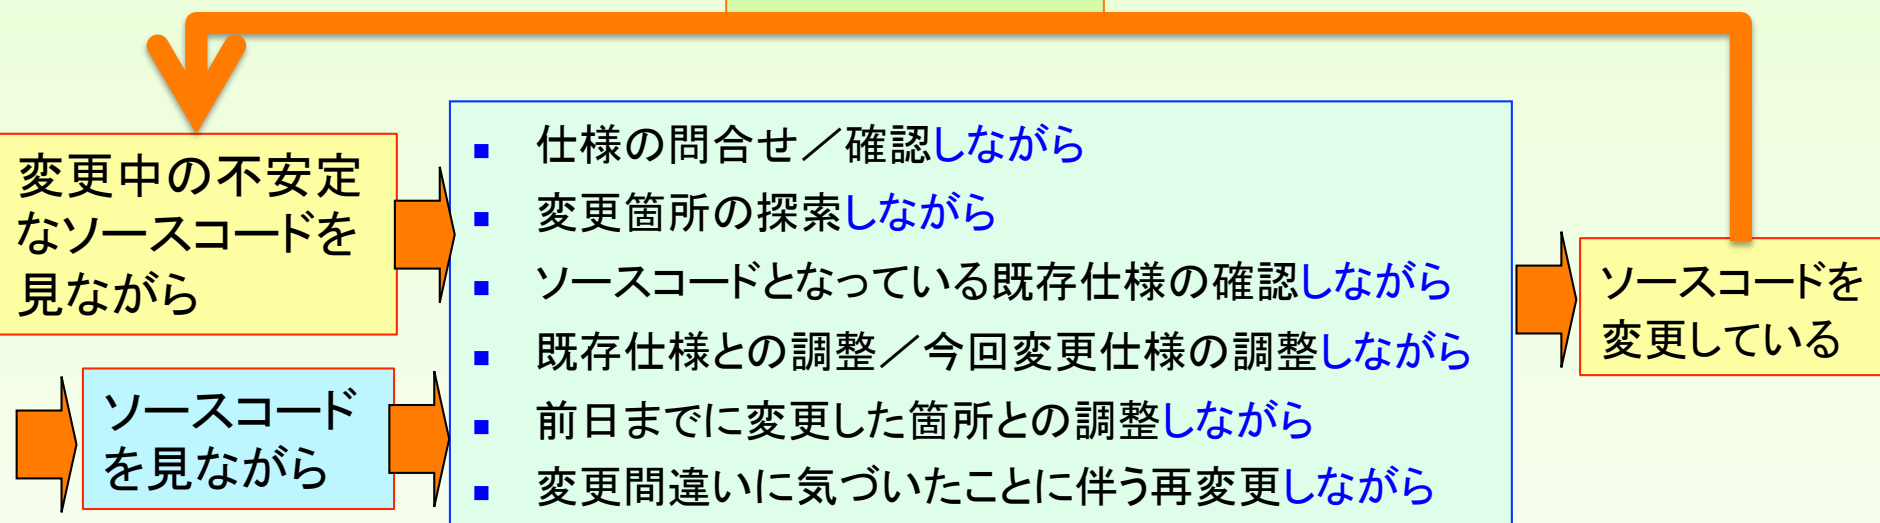 変更中の不安定
なソースコードを
見ながら
ソースコード
を見ながら
仕様の問合せ／確認しながら
変更箇所の探索しながら
ソースコードとなっている既存仕様の確認しながら
既存仕様との調整／今回変更仕様の調整しながら
前日までに変更した箇所との調整しながら
変更間違いに気づいたことに伴う再変更しながら
ソースコードを
変更している